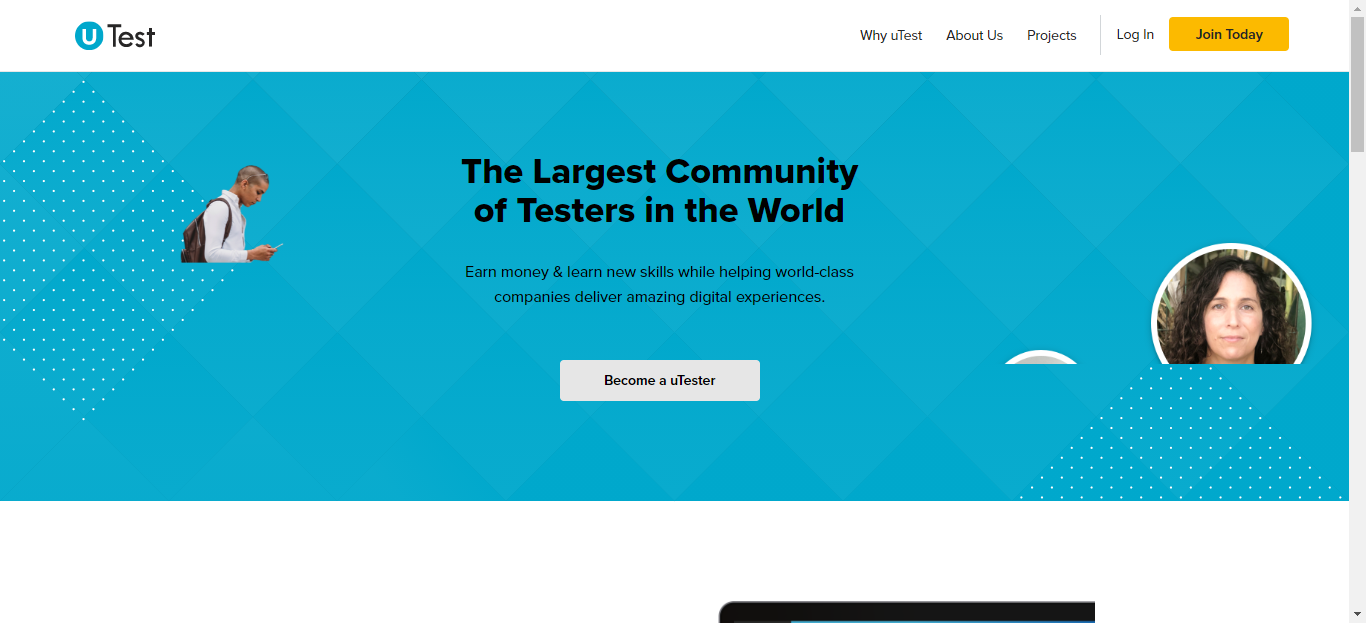 uTest
Why uTest
About Us
Projects
Log In
Join Today
The Largest Community
of Testers in the World
Earn money & learn new skills while helping world-class
companies deliver amazing digital experiences.
Become a uTester